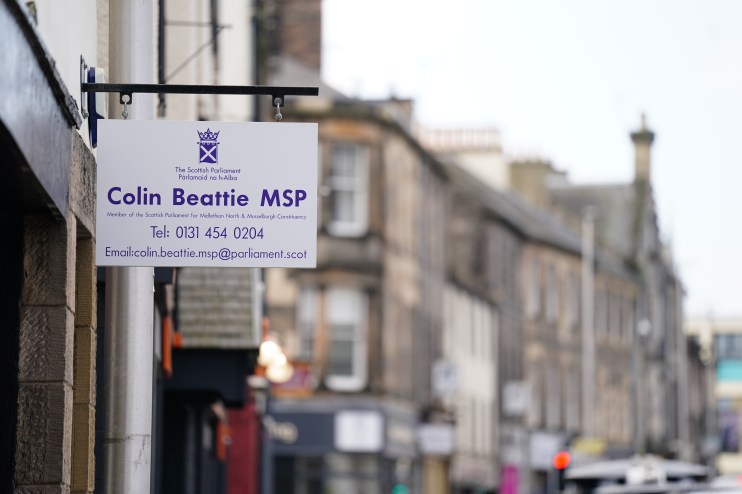 The Scottish Parliament
Pàrlamaid na h-Alba
Colin Beattie MSP
Member of the Scottish Parliament for Midlothian North & Musselburgh Constituency
Tel: 0131 454 0204
Email:colin.beattie.msp@parliament.scot